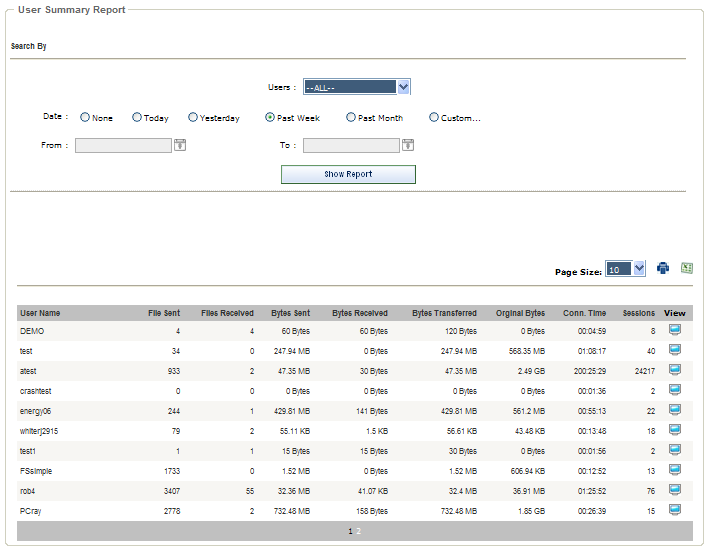 User Summary Report
Search By
Users : --ALL--
Date : None Today Yesterday Past Week Past Month Custom...
From : To :
Show Report
Page Size: 10
User Name File Sent Files Received Bytes Sent Bytes Received Bytes Transferred Orginal Bytes Conn. Time Sessions View
DEMO 4 4 60 Bytes 60 Bytes 120 Bytes 0 Bytes 00:04:59 8
test 34 0 247.94 MB 0 Bytes 247.94 MB 568.35 MB 01:08:17 40
atest 933 2 47.35 MB 30 Bytes 47.35 MB 2.49 GB 200:25:29 24217
crashtest 0 0 0 Bytes 0 Bytes 0 Bytes 0 Bytes 00:01:36 2
energy06 244 1 429.81 MB 141 Bytes 429.81 MB 561.2 MB 00:55:13 22
whiterj2915 79 2 55.11 KB 1.5 KB 56.61 KB 43.48 KB 00:13:48 18
test1 1 1 15 Bytes 15 Bytes 30 Bytes 0 Bytes 00:01:56 2
FSsimple 1733 0 1.52 MB 0 Bytes 1.52 MB 606.94 KB 00:12:52 13
rob4 3407 55 32.36 MB 41.07 KB 32.4 MB 36.91 MB 01:25:52 76
PCray 2778 2 732.48 MB 158 Bytes 732.48 MB 1.85 GB 00:26:39 15
1 2